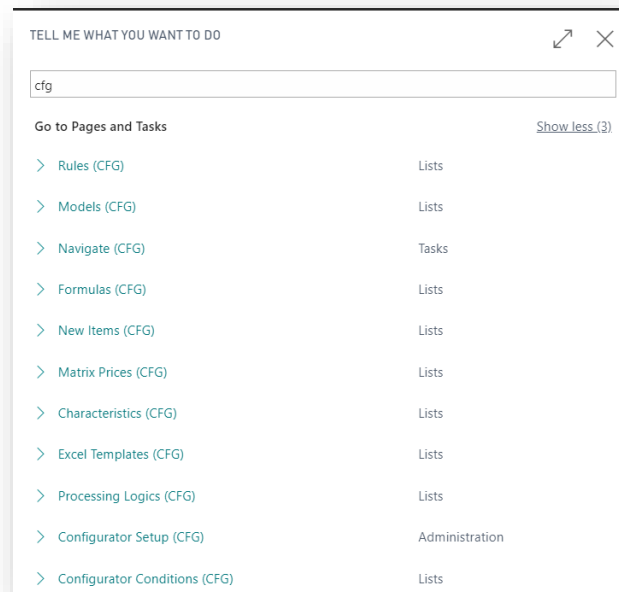 TELL ME WHAT YOU WANT TO DO
cfg
Go to Pages and Tasks Show less (3)
Rules (CFG) Lists
Models (CFG) Lists
Navigate (CFG) Tasks
Formulas (CFG) Lists
New Items (CFG) Lists
Matrix Prices (CFG) Lists
Characteristics (CFG) Lists
Excel Templates (CFG) Lists
Processing Logics (CFG) Lists
Configurator Setup (CFG) Administration
Configurator Conditions (CFG) Lists